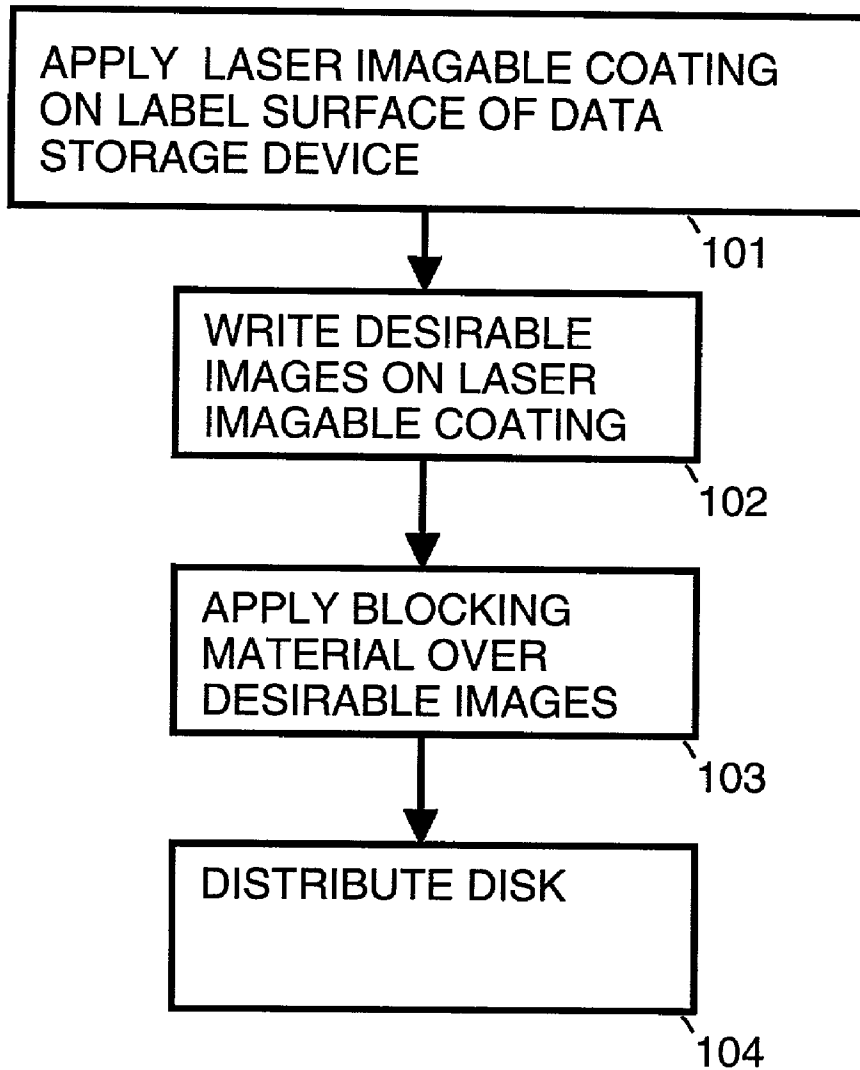 APPLY LASER IMAGABLE COATING
ON LABEL SURFACE OF DATA
STORAGE DEVICE
101
WRITE DESIRABLE
IMAGES ON LASER
IMAGABLE COATING
102
APPLY BLOCKING
MATERIAL OVER
DESIRABLE IMAGES
103
DISTRIBUTE DISK
104